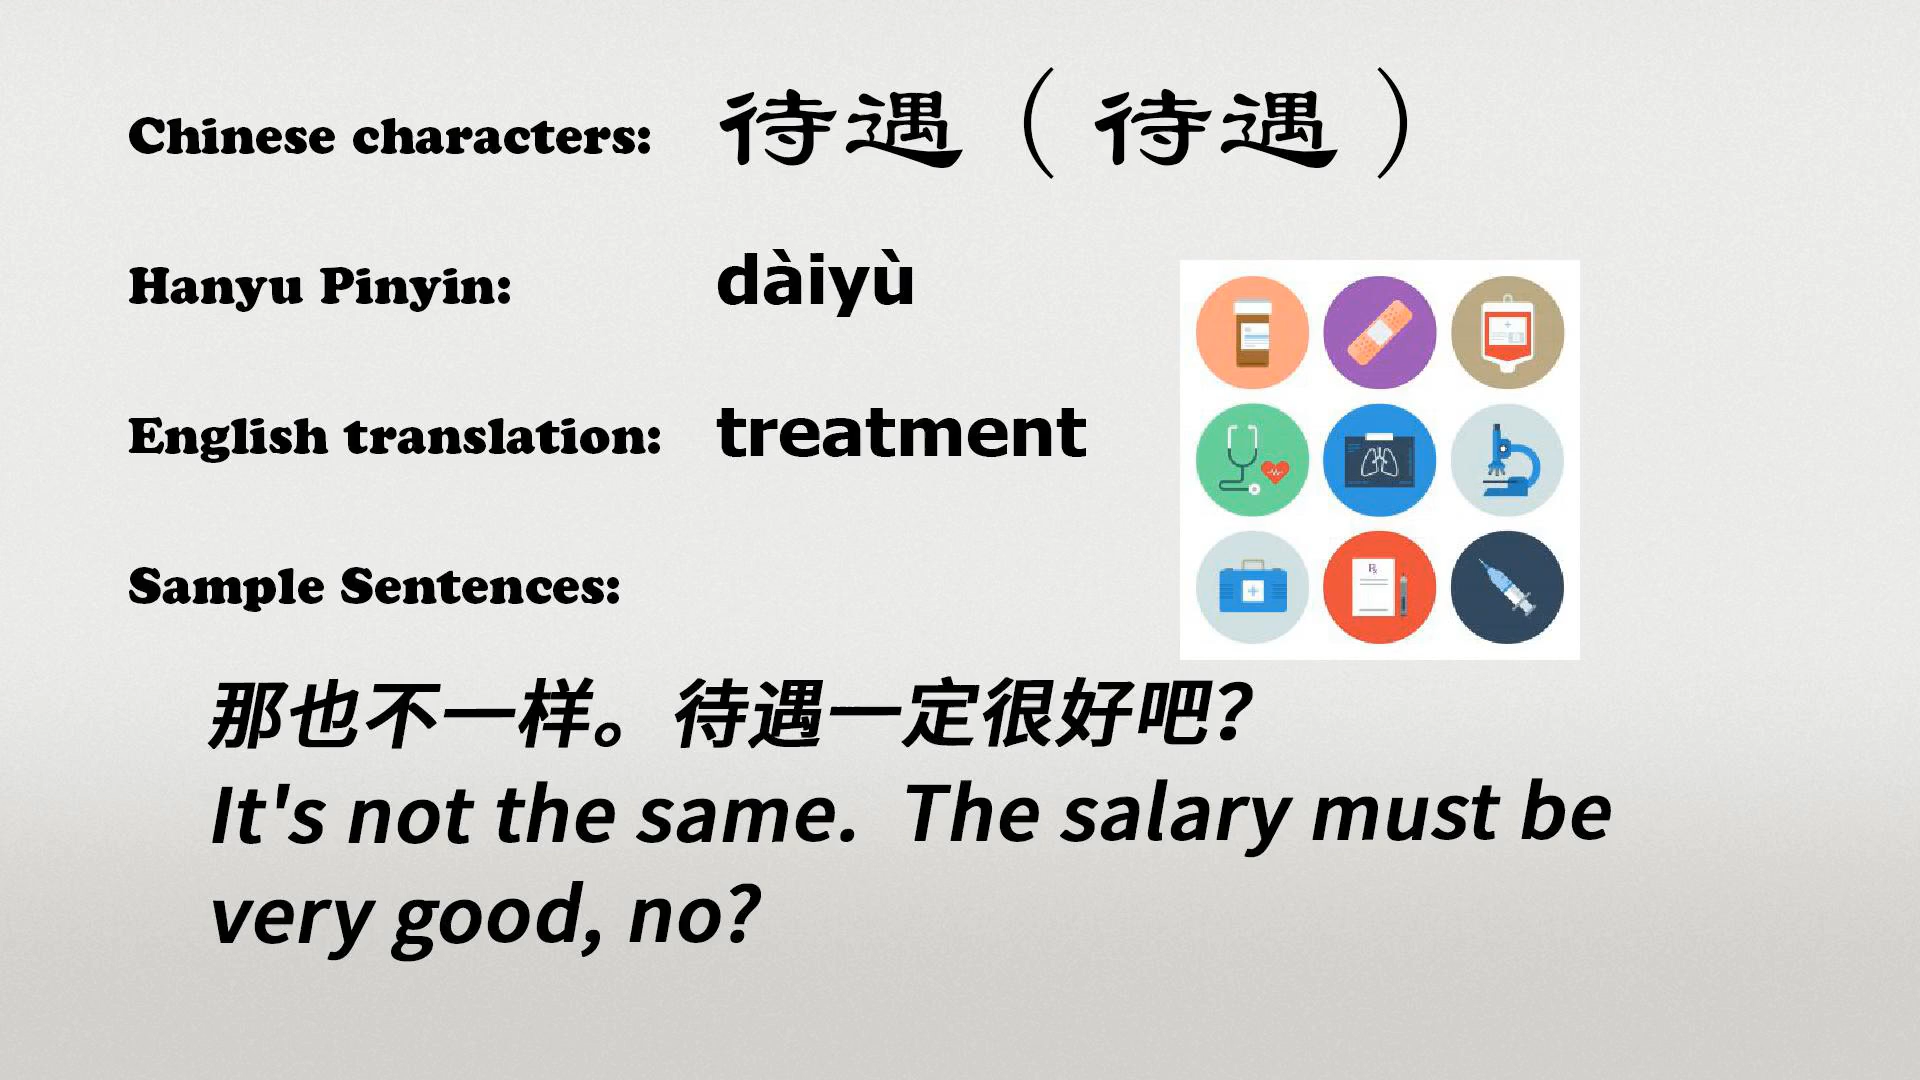 Chinese characters: 待遇（待遇）
Hanyu Pinyin: dàiyù
English translation: treatment
Sample Sentences:
那也不一样。待遇一定很好吧？
It's not the same. The salary must be
very good, no?